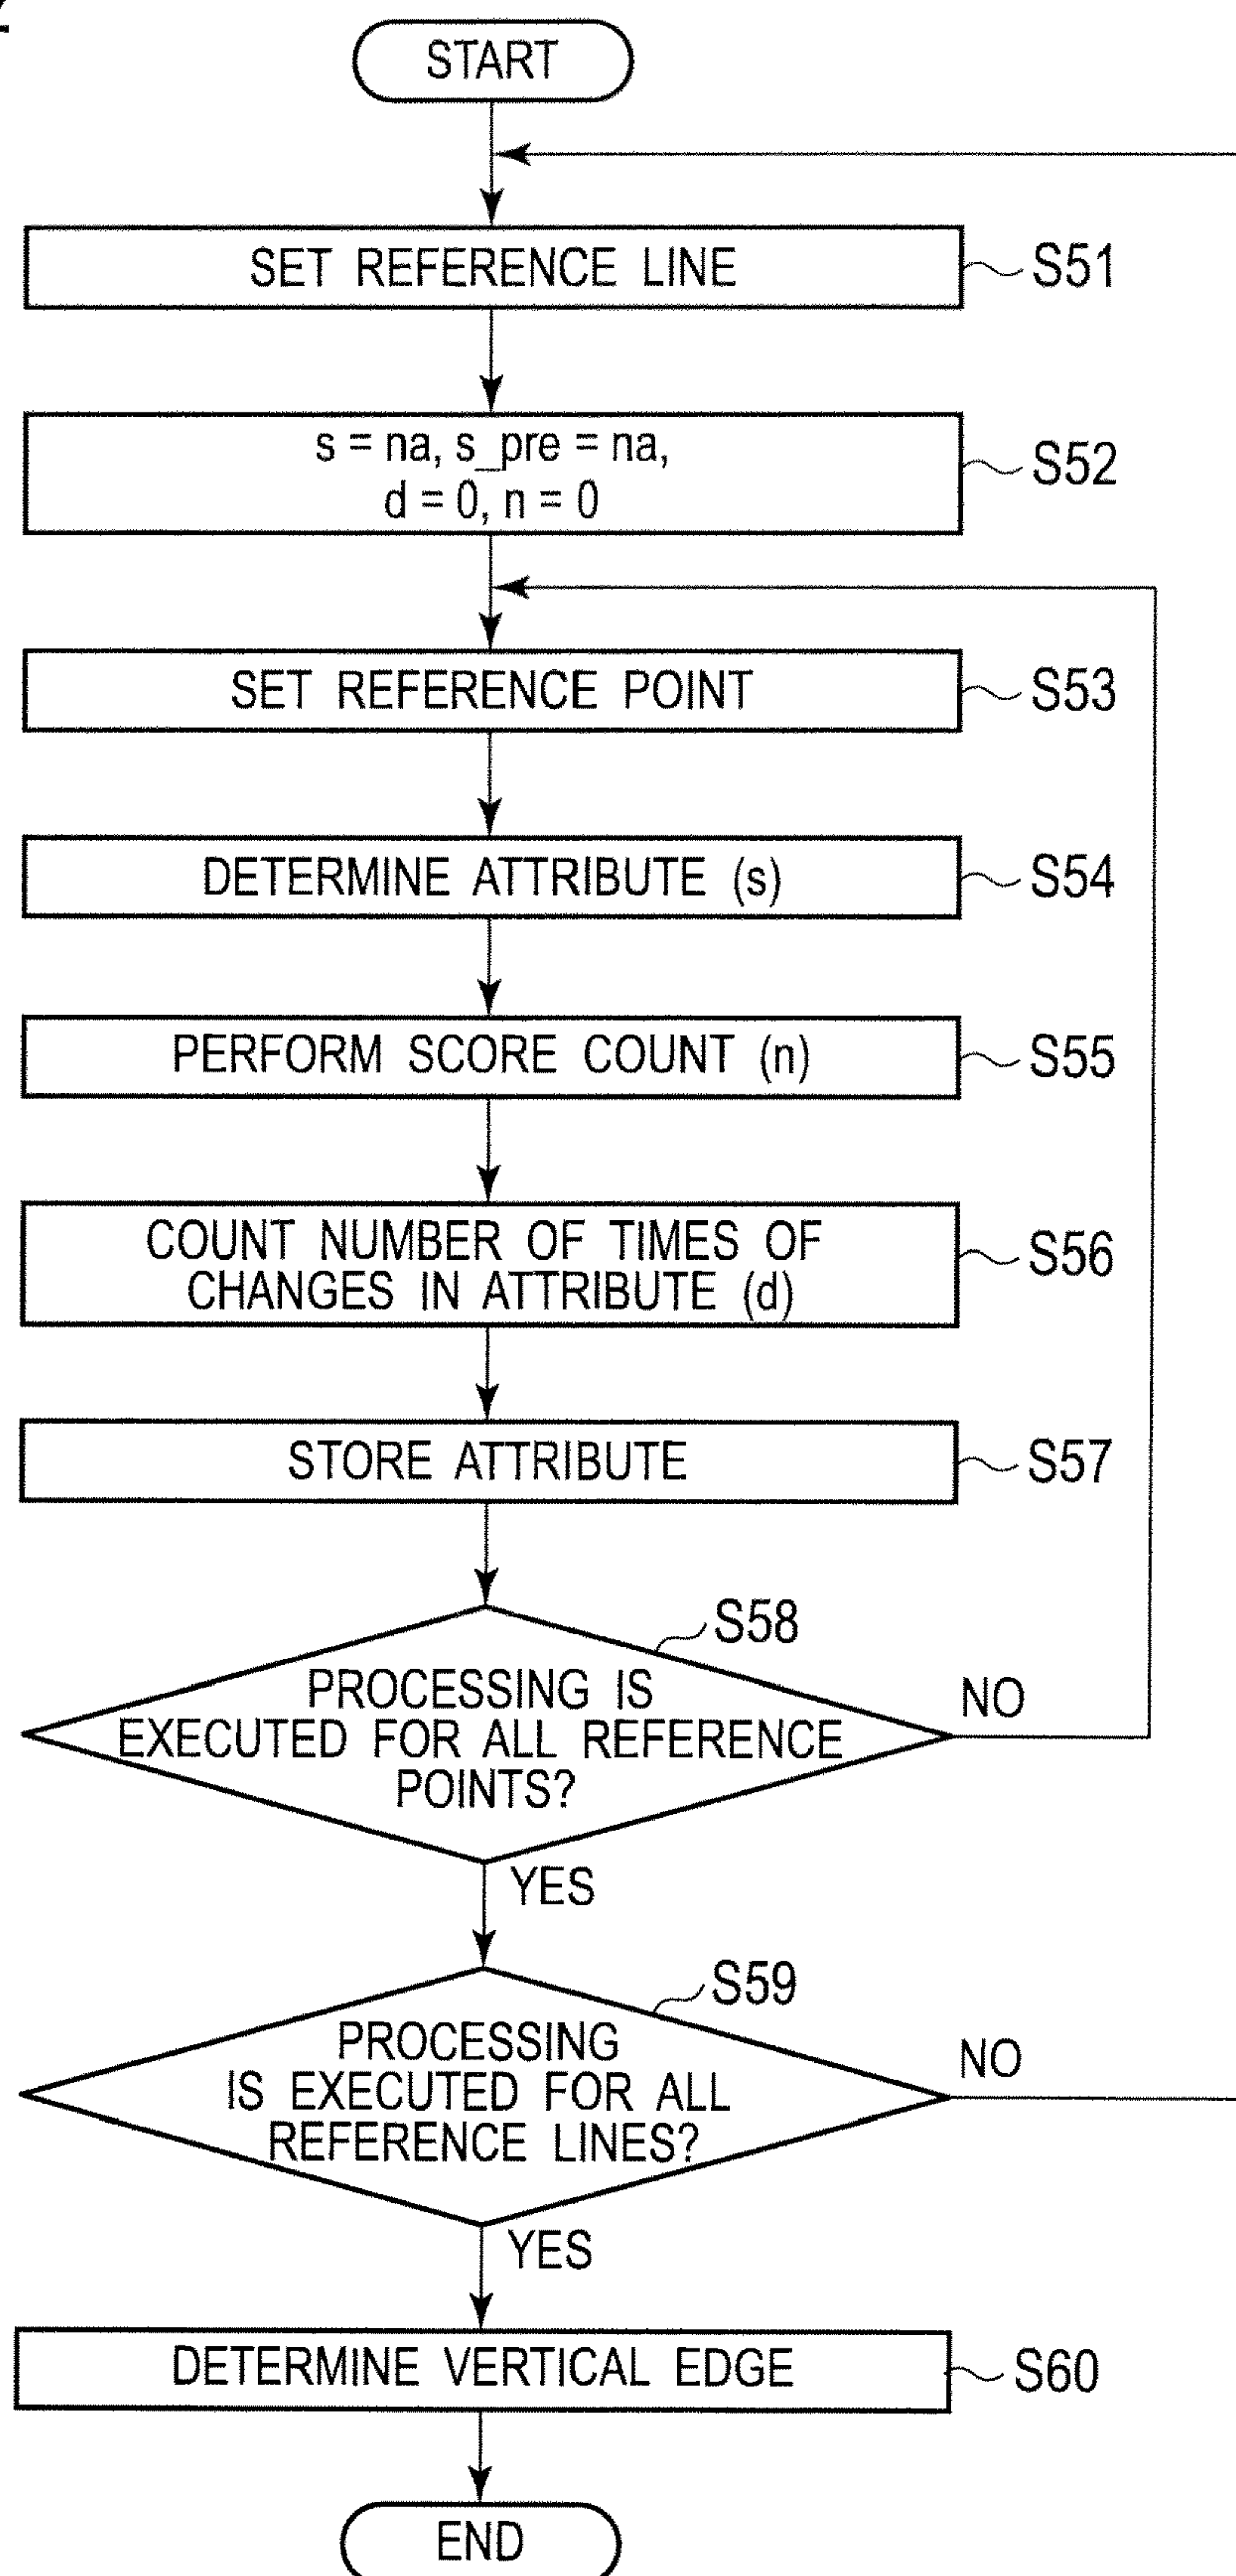 START
SET REFERENCE LINE
S51
s = na, s_pre = na,
d = 0, n = 0
S52
SET REFERENCE POINT
S53
DETERMINE ATTRIBUTE (s)
S54
PERFORM SCORE COUNT (n)
S55
COUNT NUMBER OF TIMES OF
CHANGES IN ATTRIBUTE (d)
S56
STORE ATTRIBUTE
S57
S58
PROCESSING IS
EXECUTED FOR ALL REFERENCE
POINTS?
NO
YES
S59
PROCESSING
IS EXECUTED FOR ALL
REFERENCE LINES?
NO
YES
DETERMINE VERTICAL EDGE
S60
END